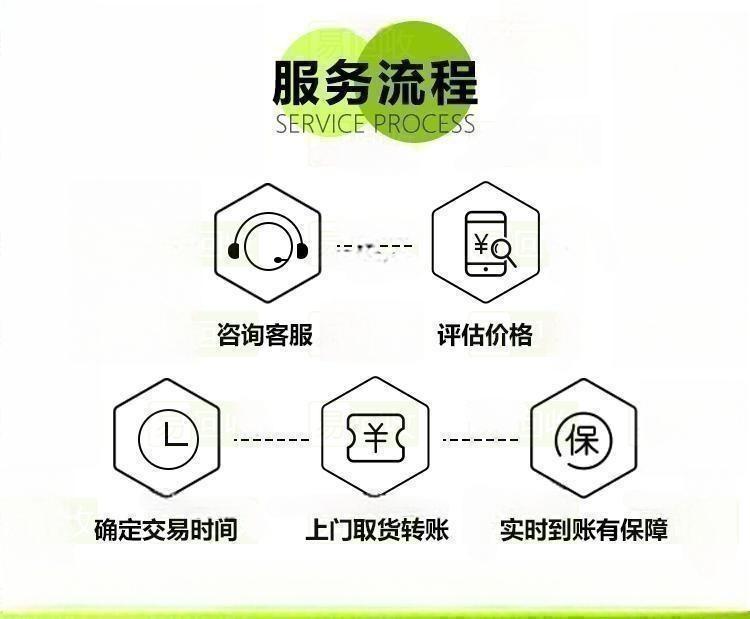 服务流程
SERVICE PROCESS
¥
咨询客服
评估价格
¥
保
确定交易时间
上门取货转账
实时到账有保障